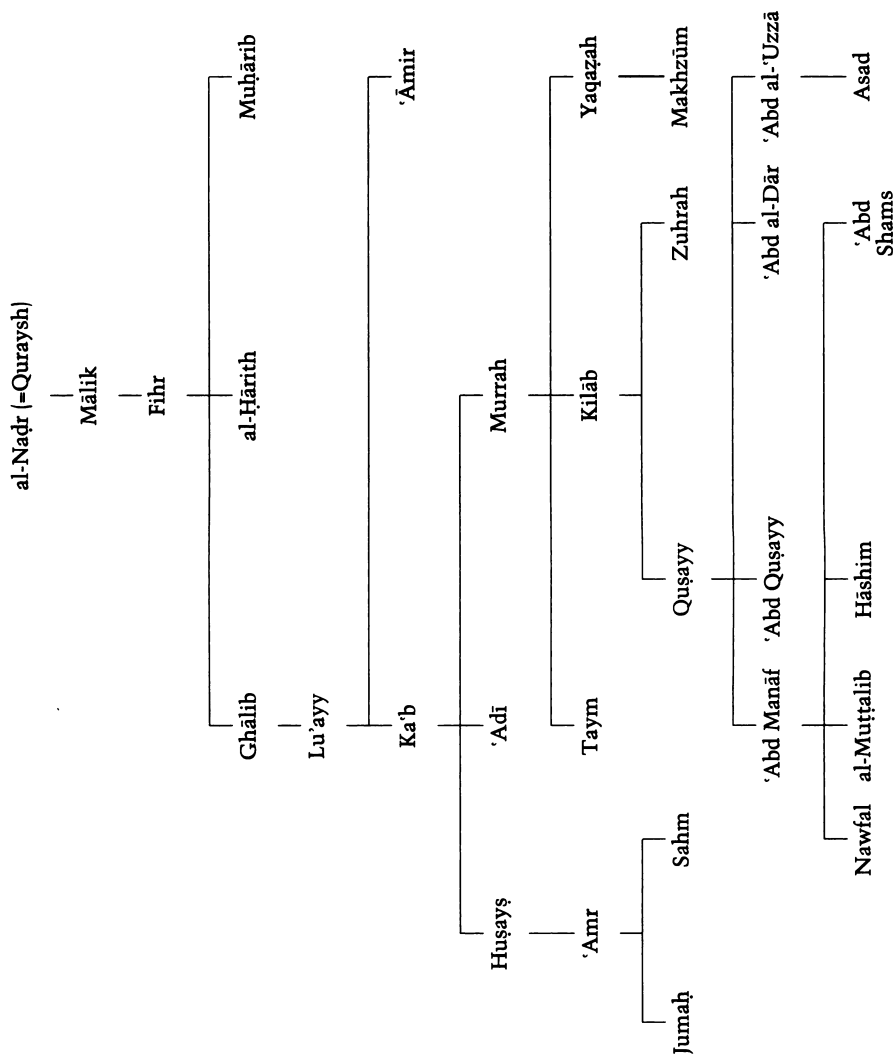 al-Naḍr (=Quraysh)
Mālik
Fihr
Ghālib al-Ḥārith Muḥārib
Lu'ayy
Ka'b 'Āmir
Huṣayṣ 'Adī Murrah
'Amr Taym Kilāb Yaqaẓah
Jumaḥ Sahm Quṣayy Zuhrah Makhzūm
'Abd Manāf 'Abd Quṣayy 'Abd al-Dār 'Abd al-'Uzzā
Nawfal al-Muṭṭalib Hāshim 'Abd Shams Asad